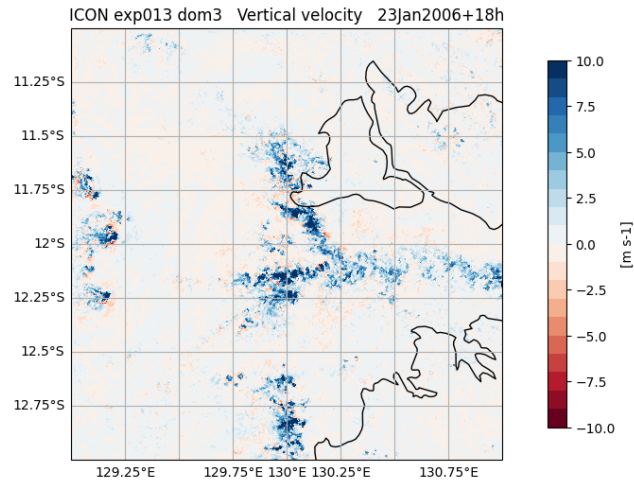 ICON exp013 dom3 Vertical velocity 23Jan2006+18h
11.25°S
11.5°S
11.75°S
12°S
12.25°S
12.5°S
12.75°S
129.25°E 129.75°E 130°E 130.25°E 130.75°E
10.0
7.5
5.0
2.5
0.0
−2.5
−5.0
−7.5
−10.0
[m s-1]